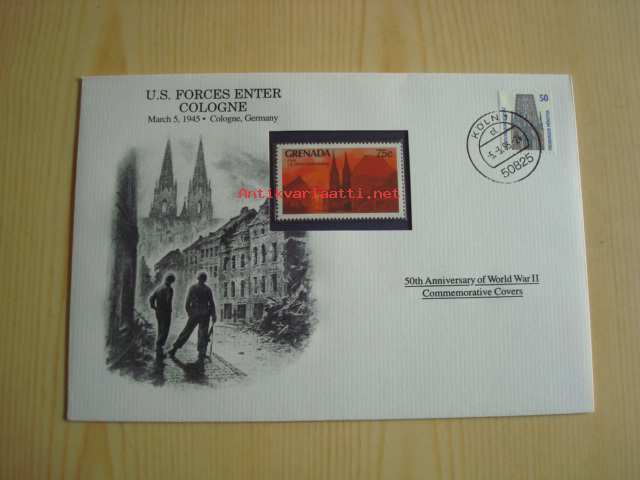 U.S. FORCES ENTER
COLOGNE
March 5, 1945 • Cologne, Germany
GRENADA 75c
50
KÖLN
50825
Antikvariaatti.net
50th Anniversary of World War II
Commemorative Covers